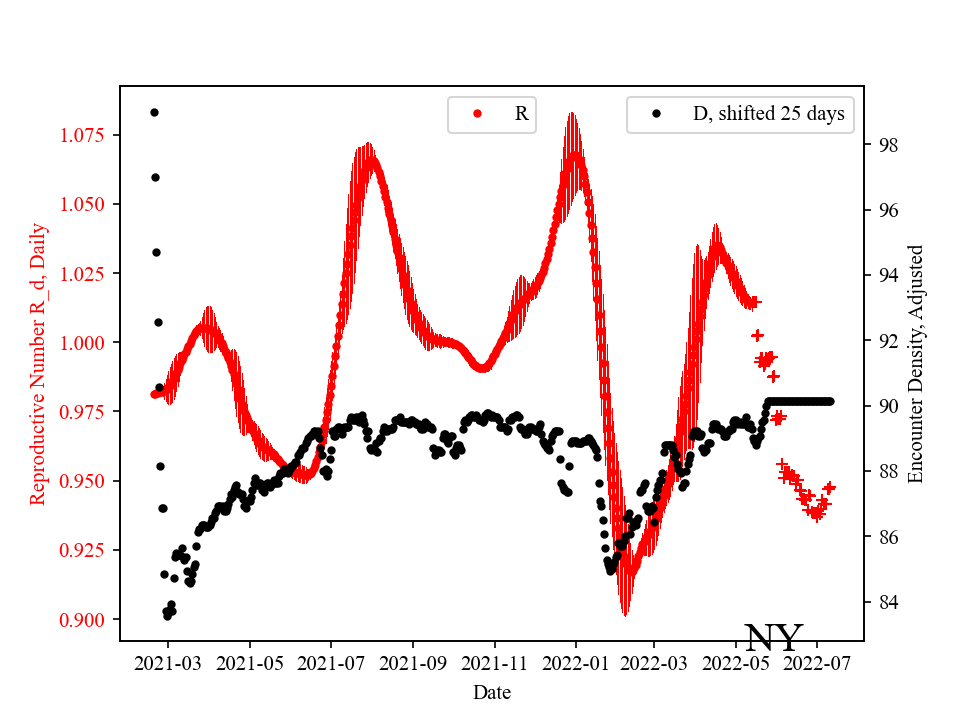 R
D, shifted 25 days
Reproductive Number R_d, Daily
1.075
1.050
1.025
1.000
0.975
0.950
0.925
0.900
98
96
94
92
90
88
86
84
Encounter Density, Adjusted
NY
2021-03 2021-05 2021-07 2021-09 2021-11 2022-01 2022-03 2022-05 2022-07
Date